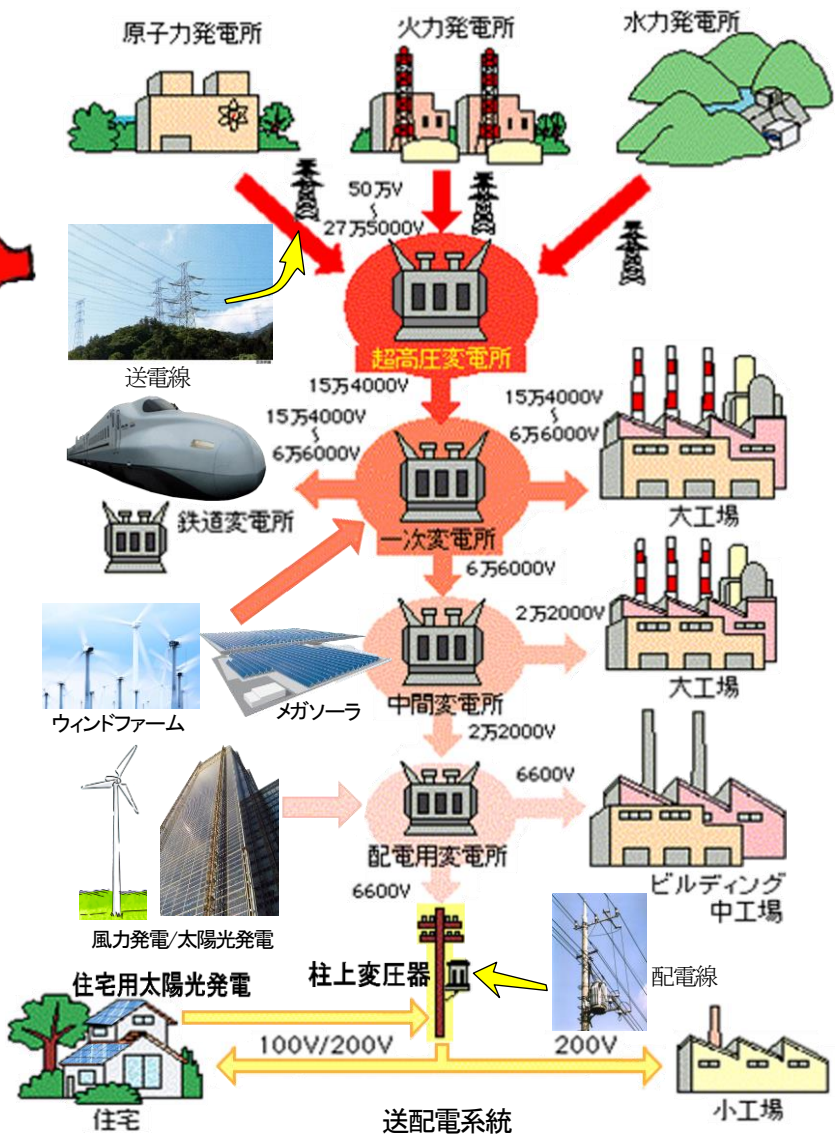 原子力発電所
火力発電所
水力発電所
50万V
~
27万5000V
超高圧変電所
送電線
15万4000V
15万4000V
~
6万6000V
15万4000V
~
6万6000V
鉄道変電所
一次変電所
大工場
6万6000V
2万2000V
ウィンドファーム
メガソーラ
中間変電所
大工場
2万2000V
6600V
配電用変電所
ビルディング
中工場
6600V
風力発電/太陽光発電
住宅用太陽光発電
柱上変圧器
配電線
100V/200V
200V
住宅
送配電系統
小工場